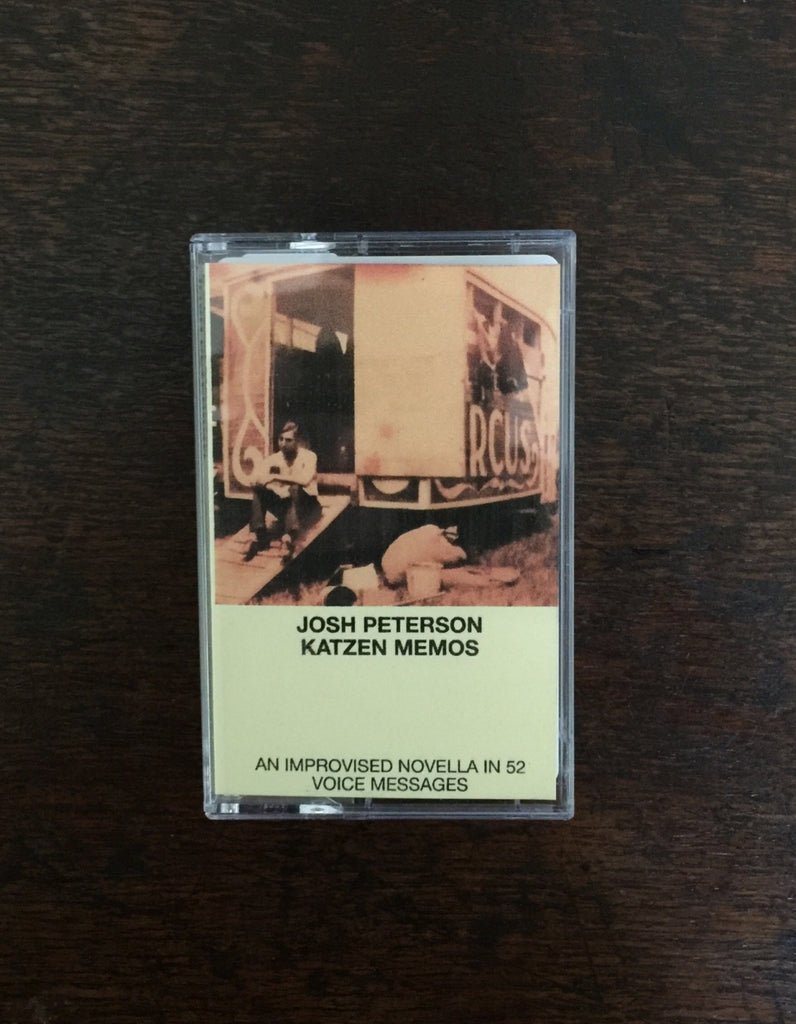 RCUS
JOSH PETERSON
KATZEN MEMOS
AN IMPROVISED NOVELLA IN 52
VOICE MESSAGES